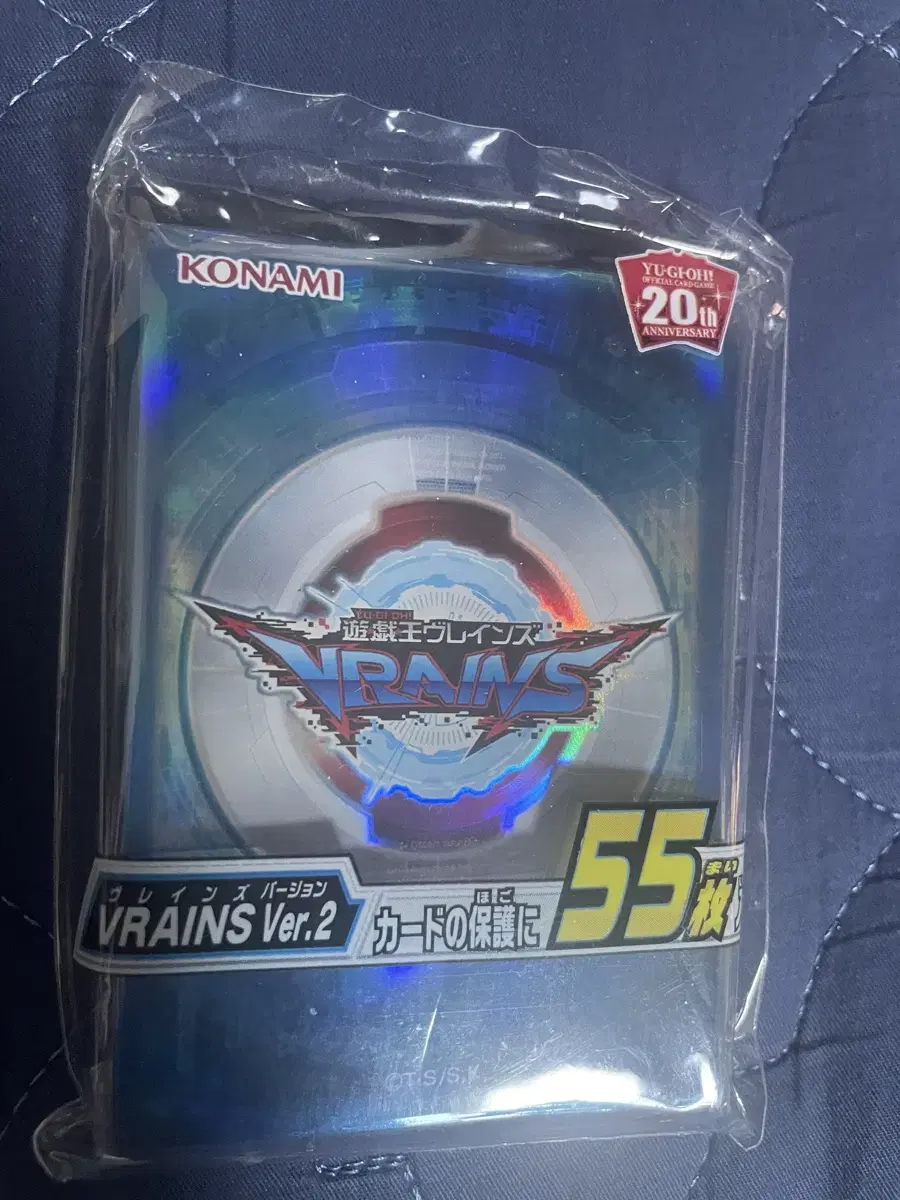 KONAMI
YU-GI-OH!
OFFICIAL CARD GAME
20th
ANNIVERSARY
YU-GI-OH!
遊戯王ヴレインズ
VRAINS
ヴレインズ バージョン
VRAINS Ver.2
ほご
カードの保護に
55
まい
枚
©T.S/S.